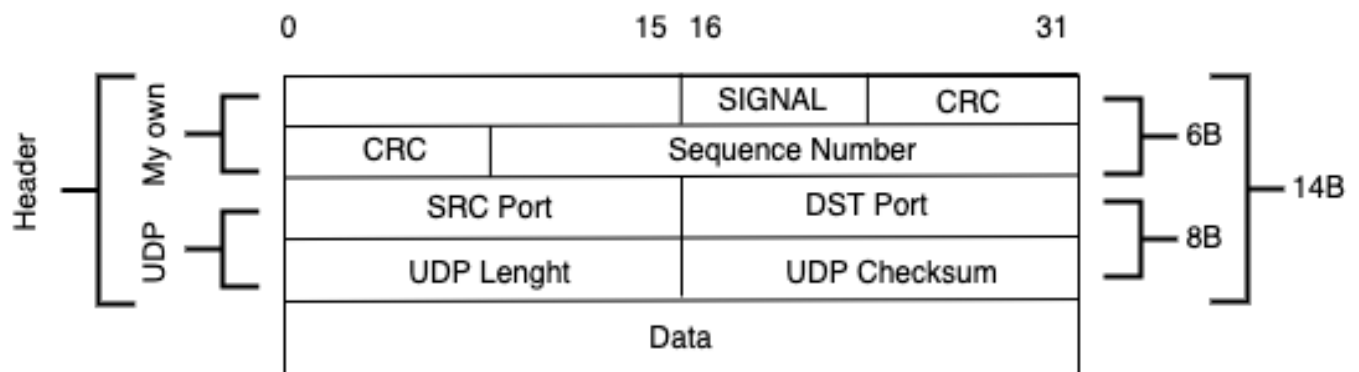 0 15 16 31
SIGNAL CRC
CRC Sequence Number
SRC Port DST Port
UDP Lenght UDP Checksum
Data
Header
My own
UDP
6B
8B
14B